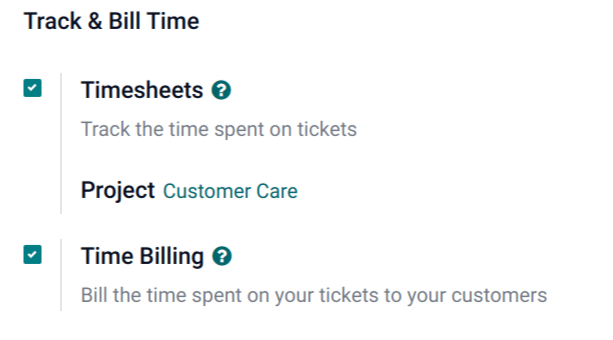 Track & Bill Time
Timesheets ?
Track the time spent on tickets
Project Customer Care
Time Billing ?
Bill the time spent on your tickets to your customers